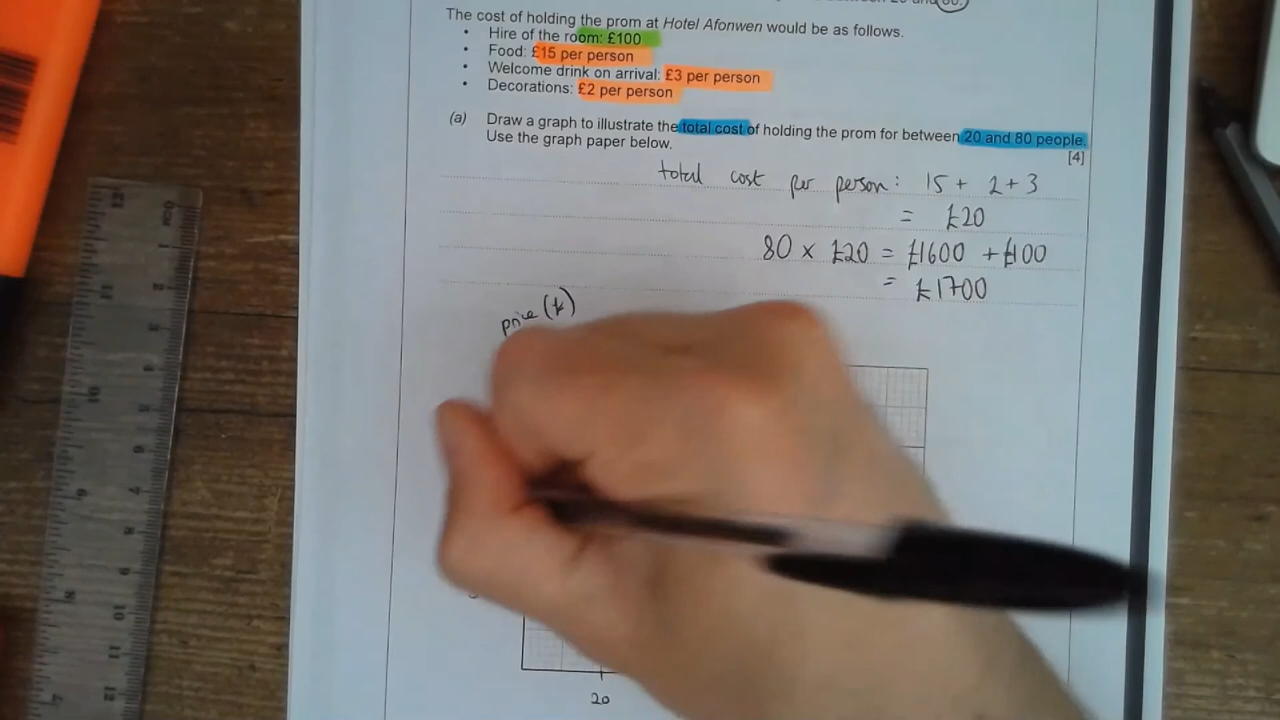 The cost of holding the prom at Hotel Afonwen would be as follows.
• Hire of the room: £100
• Food: £15 per person
• Welcome drink on arrival: £3 per person
• Decorations: £2 per person
(a) Draw a graph to illustrate the total cost of holding the prom for between 20 and 80 people.
Use the graph paper below.
[4]
total cost per person: 15 + 2 + 3
= £20
80 × £20 = £1600 + £100
= £1700
price (£)
20